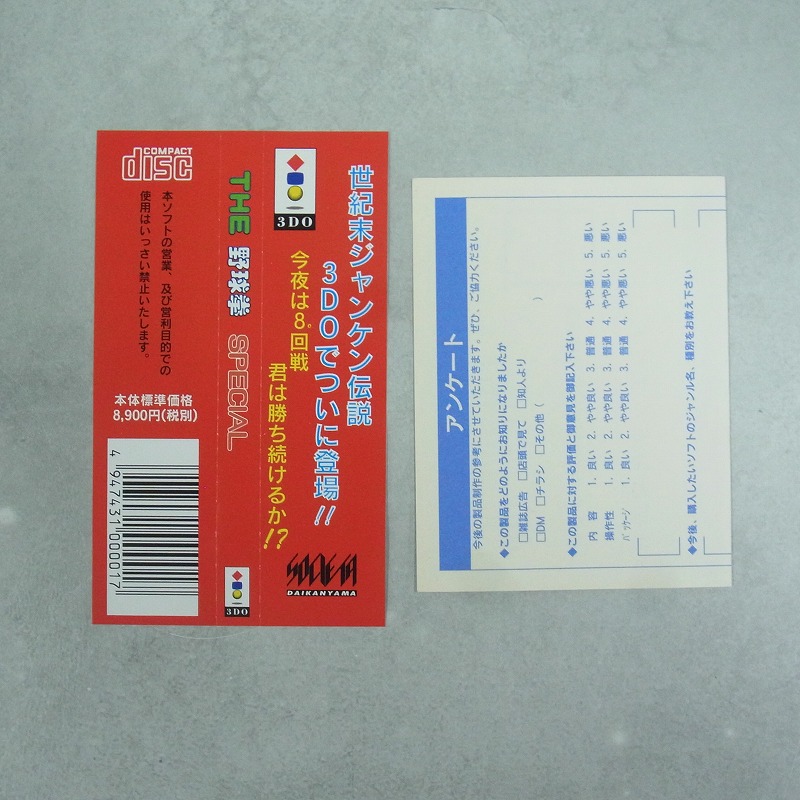 世紀末ジャンケン伝説
3DOでついに登場!!
今夜は8回戦
君は勝ち続けるか!?
3DO
DAIKANYAMA
THE 野球拳 SPECIAL
3DO
COMPACT
disc
本ソフトの営業、及び営利目的での
使用はいっさい禁止いたします。
本体標準価格
8,900円(税別)
4947431000017
アンケート
今後の製品制作の参考にさせていただきます。ぜひ、ご協力ください。
◆この製品をどのようにお知りになりましたか
□雑誌広告 □店頭で見て □知人より
□DM □チラシ □その他( )
◆この製品に対する評価と御意見を御記入下さい
内 容 1. 良い 2. やや良い 3. 普通 4. やや悪い 5. 悪い
操作性 1. 良い 2. やや良い 3. 普通 4. やや悪い 5. 悪い
パッケージ 1. 良い 2. やや良い 3. 普通 4. やや悪い 5. 悪い
◆今後、購入したいソフトのジャンル名、種別をお教え下さい